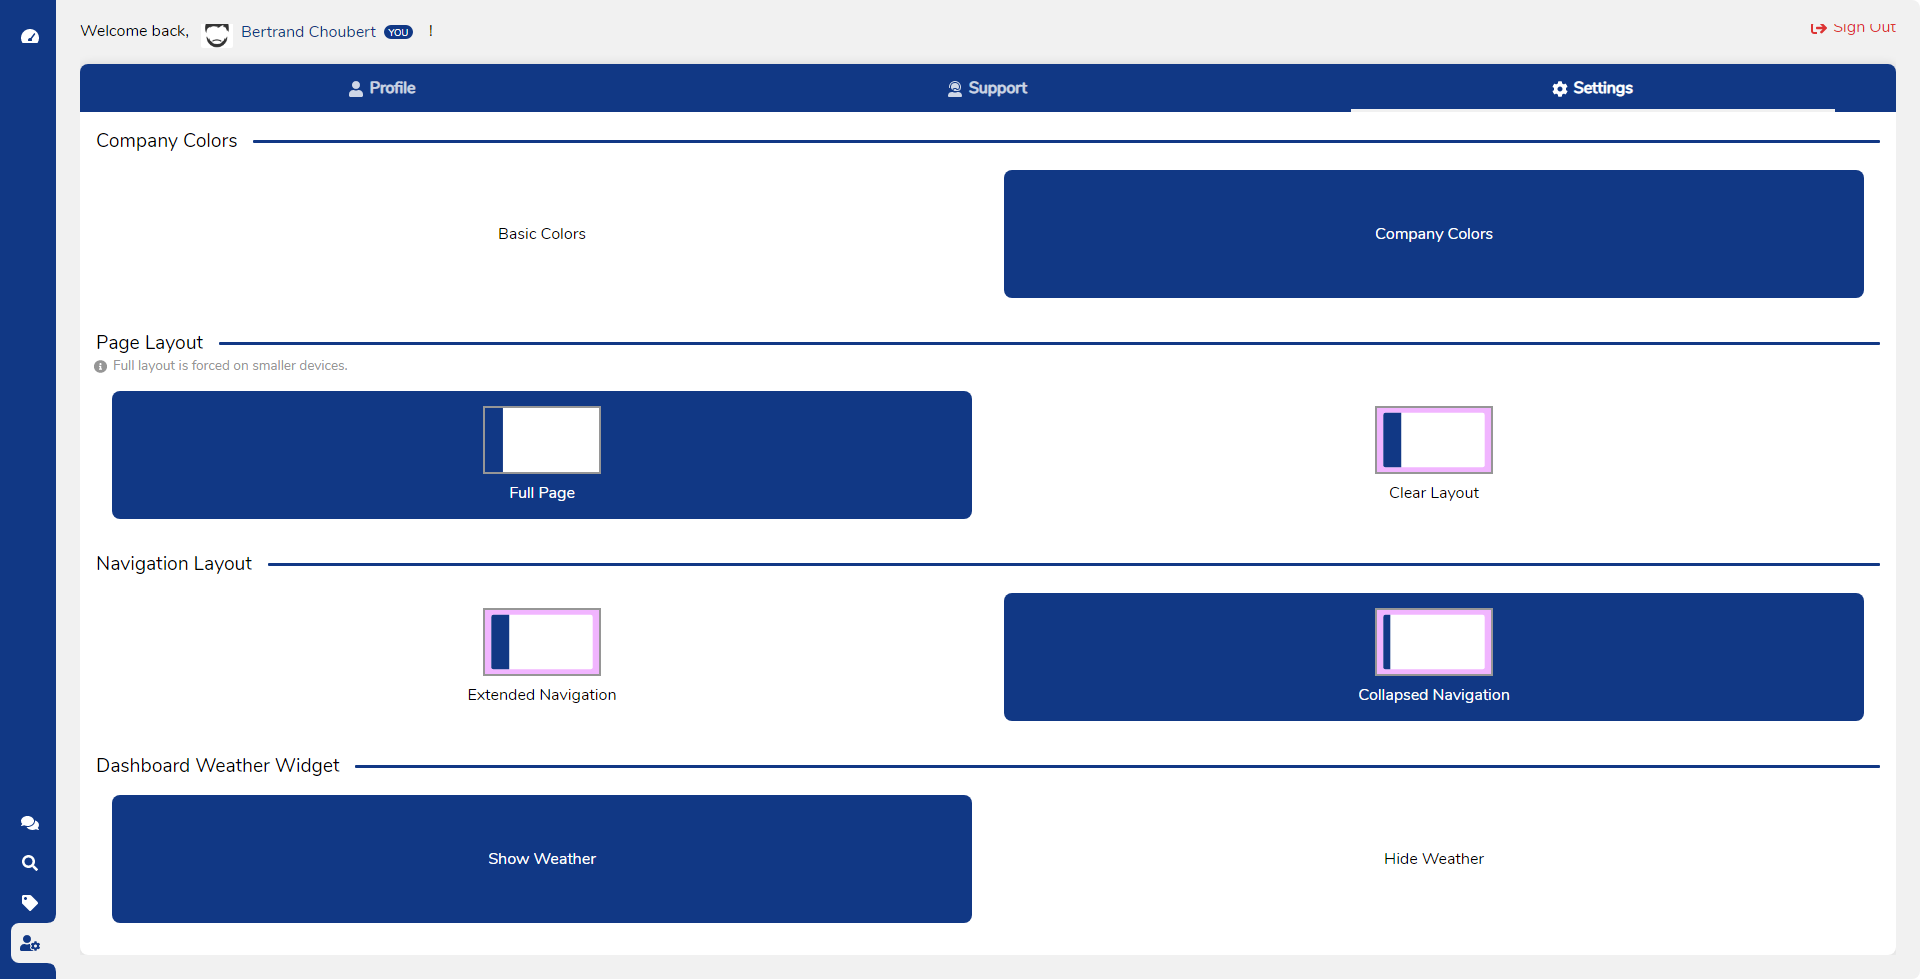 Welcome back, Bertrand Choubert YOU !
Sign Out
Profile
Support
Settings
Company Colors
Basic Colors
Company Colors
Page Layout
Full layout is forced on smaller devices.
Full Page
Clear Layout
Navigation Layout
Extended Navigation
Collapsed Navigation
Dashboard Weather Widget
Show Weather
Hide Weather